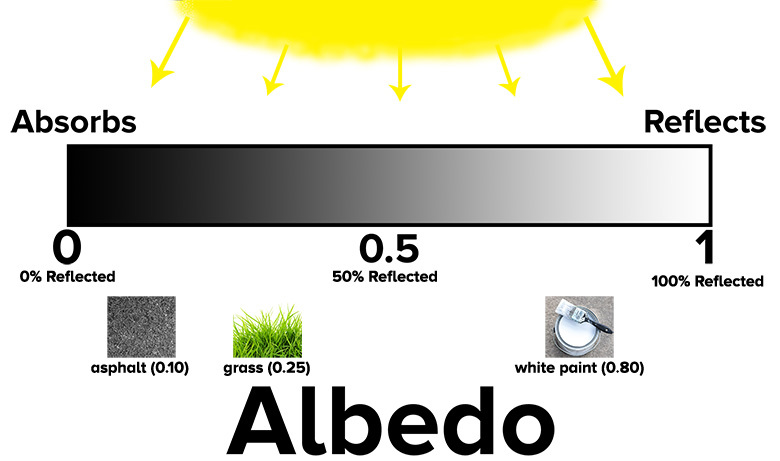 Absorbs
Reflects
0
0.5
1
0% Reflected
50% Reflected
100% Reflected
asphalt (0.10)
grass (0.25)
white paint (0.80)
Albedo